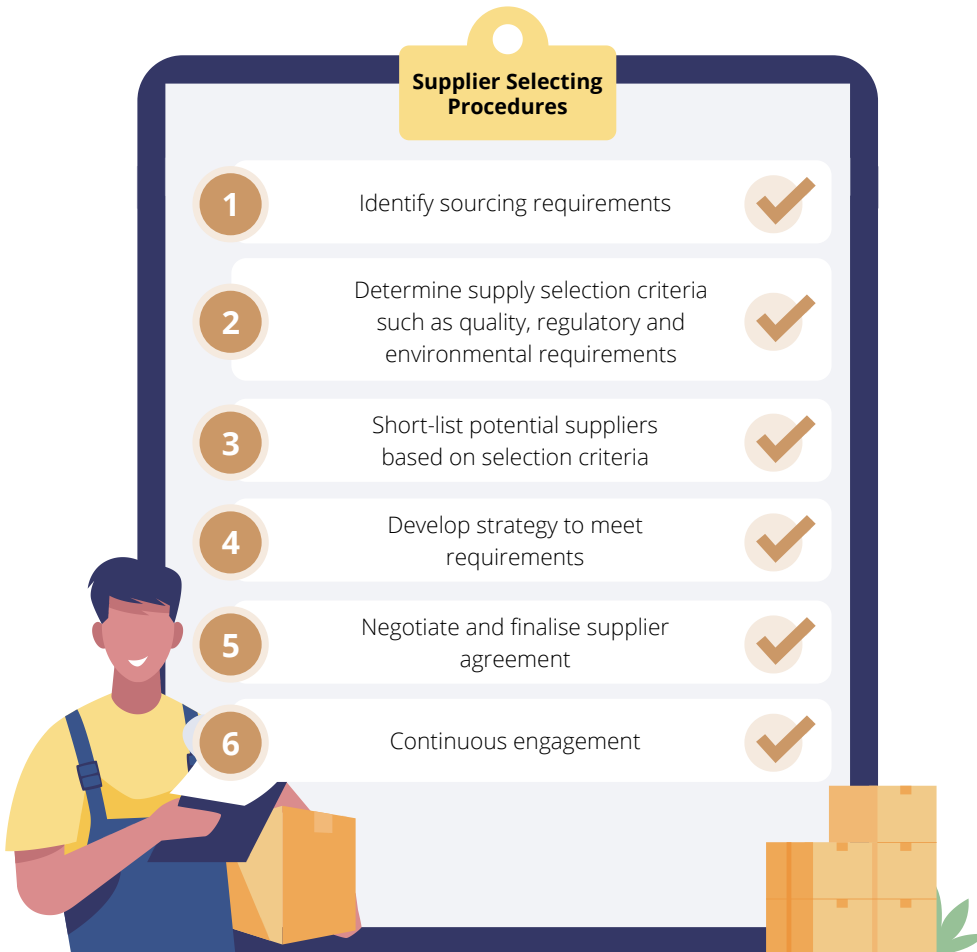 Supplier Selecting
Procedures
1
Identify sourcing requirements
2
Determine supply selection criteria
such as quality, regulatory and
environmental requirements
3
Short-list potential suppliers
based on selection criteria
4
Develop strategy to meet
requirements
5
Negotiate and finalise supplier
agreement
6
Continuous engagement